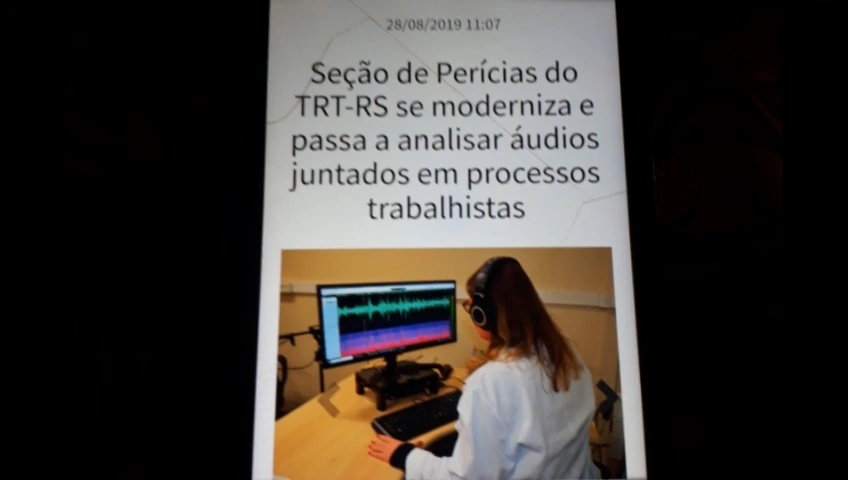 28/08/2019 11:07
Seção de Perícias do
TRT-RS se moderniza e
passa a analisar áudios
juntados em processos
trabalhistas